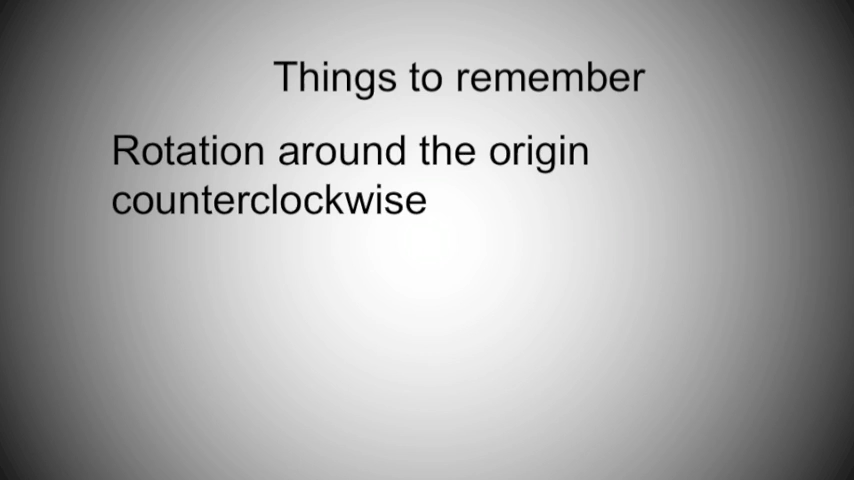 Things to remember
Rotation around the origin
counterclockwise